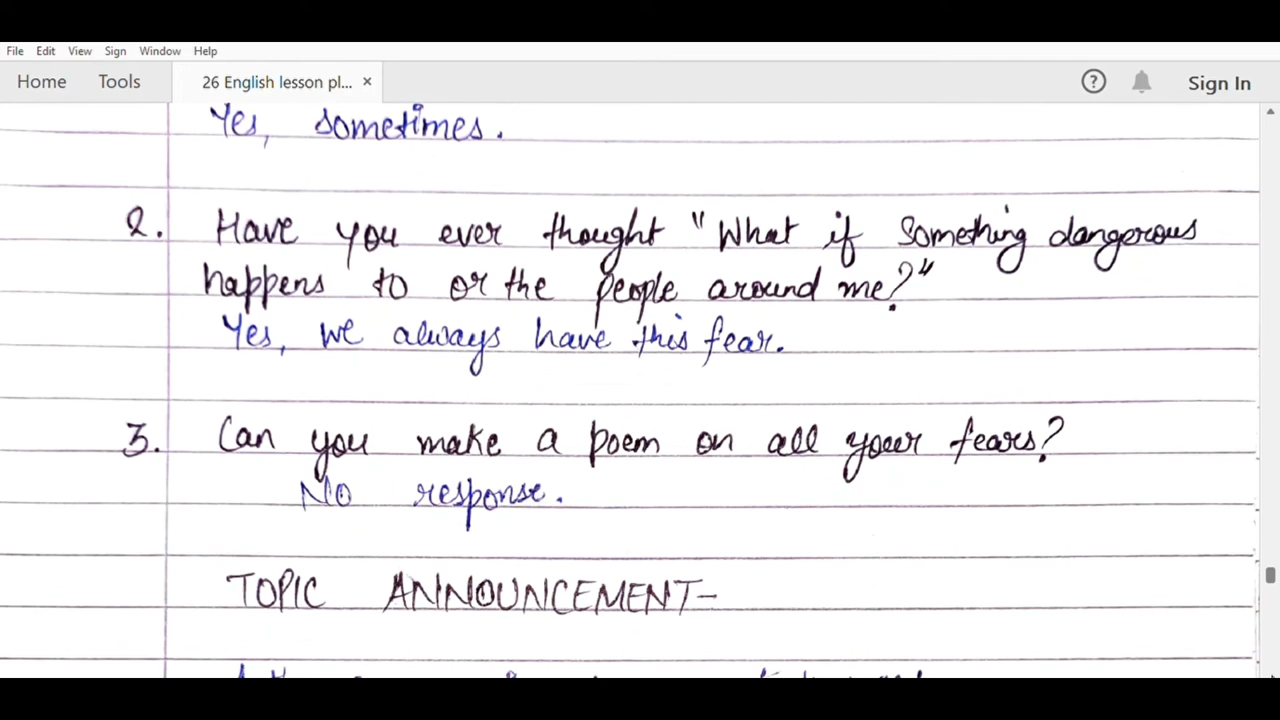 File Edit View Sign Window Help
Home Tools 26 English lesson pl... × ? Sign In
Yes, sometimes.
2. Have you ever thought "What if something dangerous
happens to or the people around me?"
Yes, we always have this fear.
3. Can you make a poem on all your fears?
No response.
TOPIC ANNOUNCEMENT-